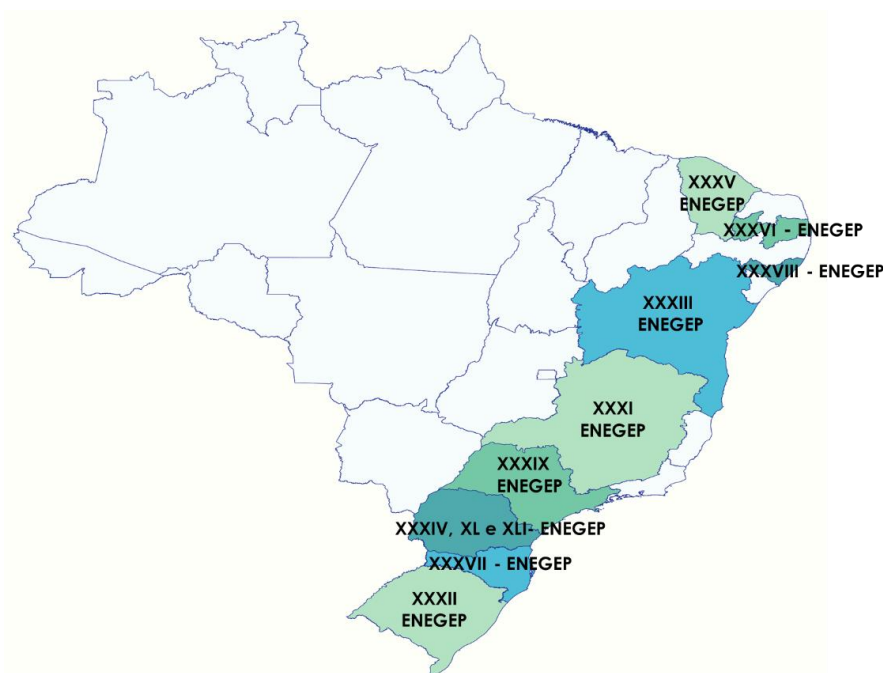 XXXV
ENEGEP
XXXVI - ENEGEP
XXXVIII - ENEGEP
XXXIII
ENEGEP
XXXI
ENEGEP
XXXIX
ENEGEP
XXXIV, XL e XLI- ENEGEP
XXXVII - ENEGEP
XXXII
ENEGEP